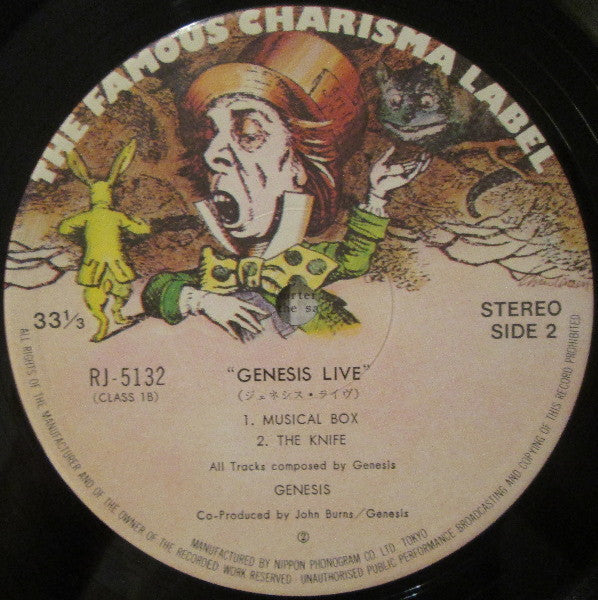 THE FAMOUS CHARISMA LABEL
33⅓
STEREO
SIDE 2
RJ-5132
(CLASS 1B)
"GENESIS LIVE"
(ジェネシス・ライヴ)
1. MUSICAL BOX
2. THE KNIFE
All Tracks composed by Genesis
GENESIS
Co-Produced by John Burns/Genesis
②
MANUFACTURED BY NIPPON PHONOGRAM CO. LTD. TOKYO
ALL RIGHTS OF THE MANUFACTURER AND OF THE OWNER OF THE RECORDED WORK RESERVED · UNAUTHORISED PUBLIC PERFORMANCE BROADCASTING AND COPYING OF THIS RECORD PROHIBITED